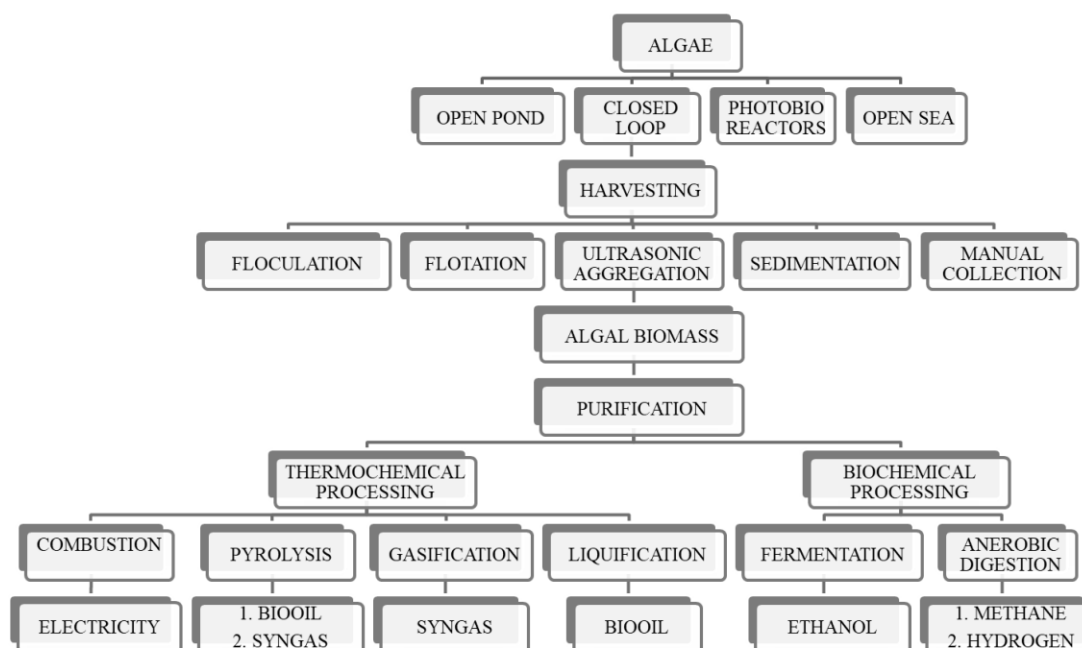 ALGAE
OPEN POND
CLOSED
LOOP
PHOTOBIO
REACTORS
OPEN SEA
HARVESTING
FLOCULATION
FLOTATION
ULTRASONIC
AGGREGATION
SEDIMENTATION
MANUAL
COLLECTION
ALGAL BIOMASS
PURIFICATION
THERMOCHEMICAL
PROCESSING
BIOCHEMICAL
PROCESSING
COMBUSTION
PYROLYSIS
GASIFICATION
LIQUIFICATION
FERMENTATION
ANEROBIC
DIGESTION
ELECTRICITY
1. BIOOIL
2. SYNGAS
SYNGAS
BIOOIL
ETHANOL
1. METHANE
2. HYDROGEN